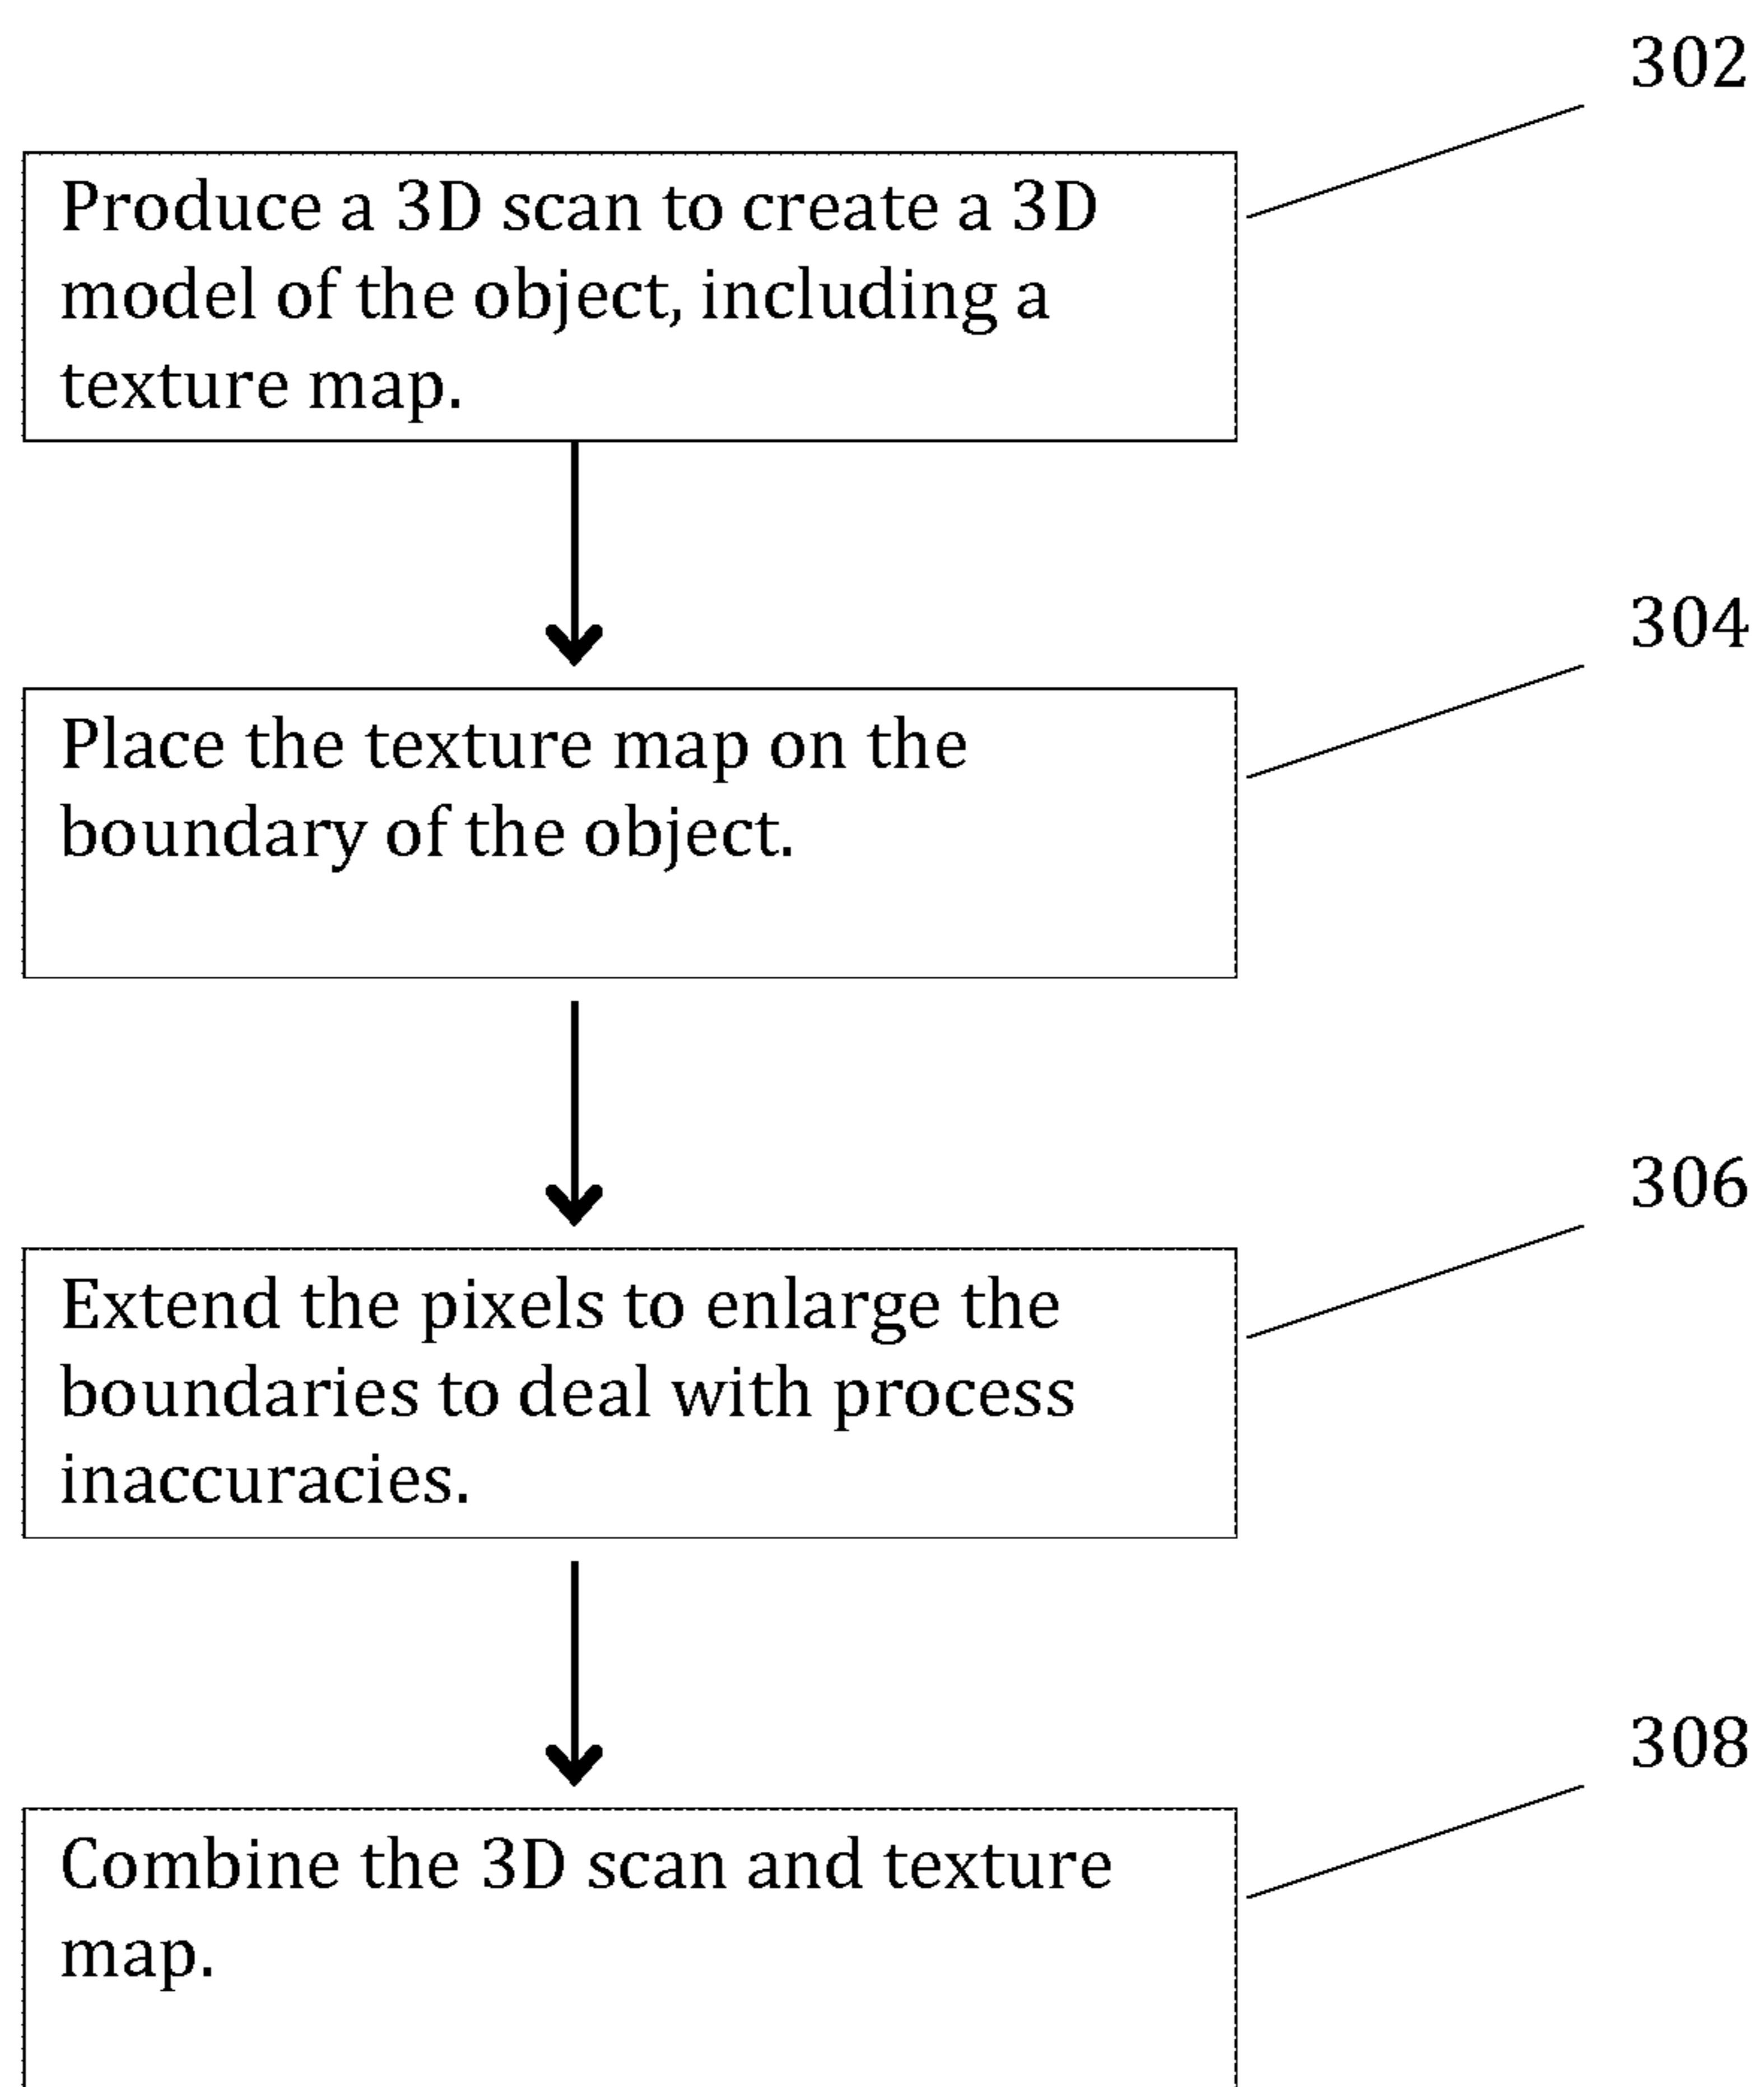 302
Produce a 3D scan to create a 3D
model of the object, including a
texture map.
304
Place the texture map on the
boundary of the object.
306
Extend the pixels to enlarge the
boundaries to deal with process
inaccuracies.
308
Combine the 3D scan and texture
map.